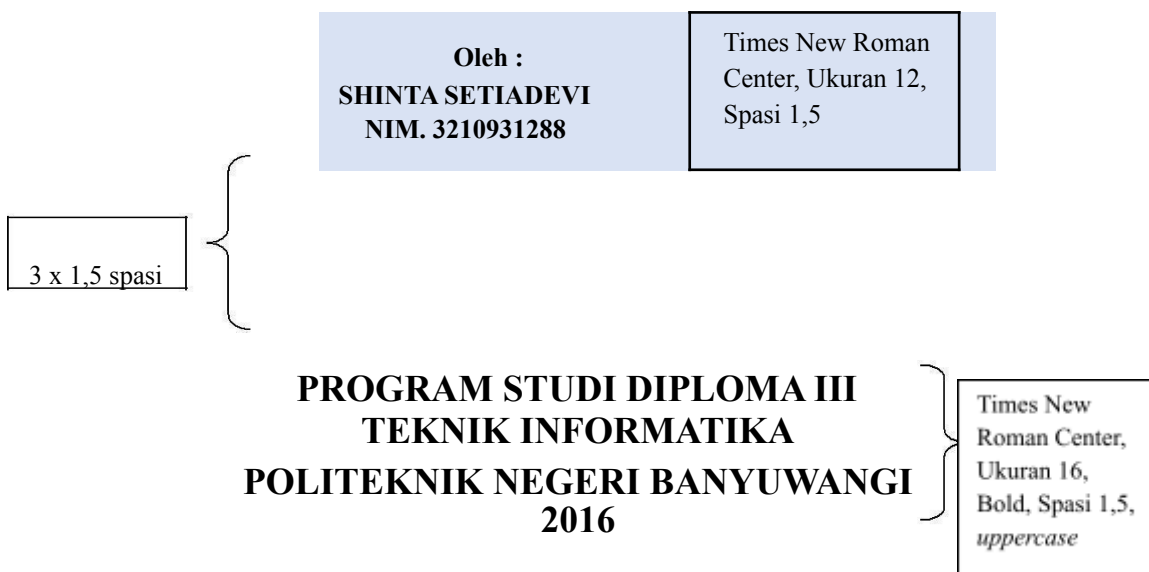 Oleh :
SHINTA SETIADEVI
NIM. 3210931288
Times New Roman
Center, Ukuran 12,
Spasi 1,5
3 x 1,5 spasi
PROGRAM STUDI DIPLOMA III
TEKNIK INFORMATIKA
POLITEKNIK NEGERI BANYUWANGI
2016
Times New
Roman Center,
Ukuran 16,
Bold, Spasi 1,5,
uppercase